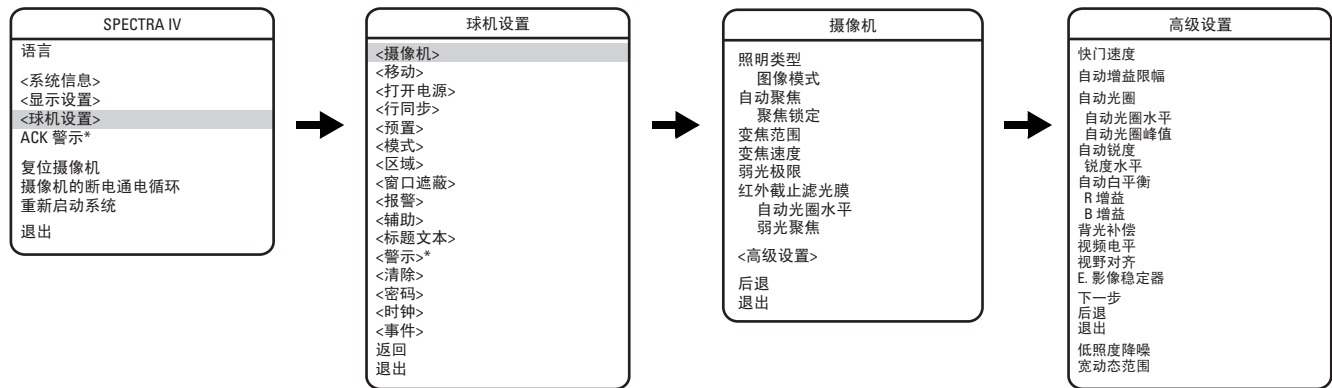 SPECTRA IV
语言
<系统信息>
<显示设置>
<球机设置>
ACK 警示*
复位摄像机
摄像机的断电通电循环
重新启动系统
退出
球机设置
<摄像机>
<移动>
<打开电源>
<行同步>
<预置>
<模式>
<区域>
<窗口遮蔽>
<报警>
<辅助>
<标题文本>
<警示>*
<清除>
<密码>
<时钟>
<事件>
返回
退出
摄像机
照明类型
图像模式
自动聚焦
聚焦锁定
变焦范围
变焦速度
弱光极限
红外截止滤光膜
自动光圈水平
弱光聚焦
<高级设置>
后退
退出
高级设置
快门速度
自动增益限幅
自动光圈
自动光圈水平
自动光圈峰值
自动锐度
锐度水平
自动白平衡
R 增益
B 增益
背光补偿
视频电平
视野对齐
E. 影像稳定器
下一步
后退
退出
低照度降噪
宽动态范围